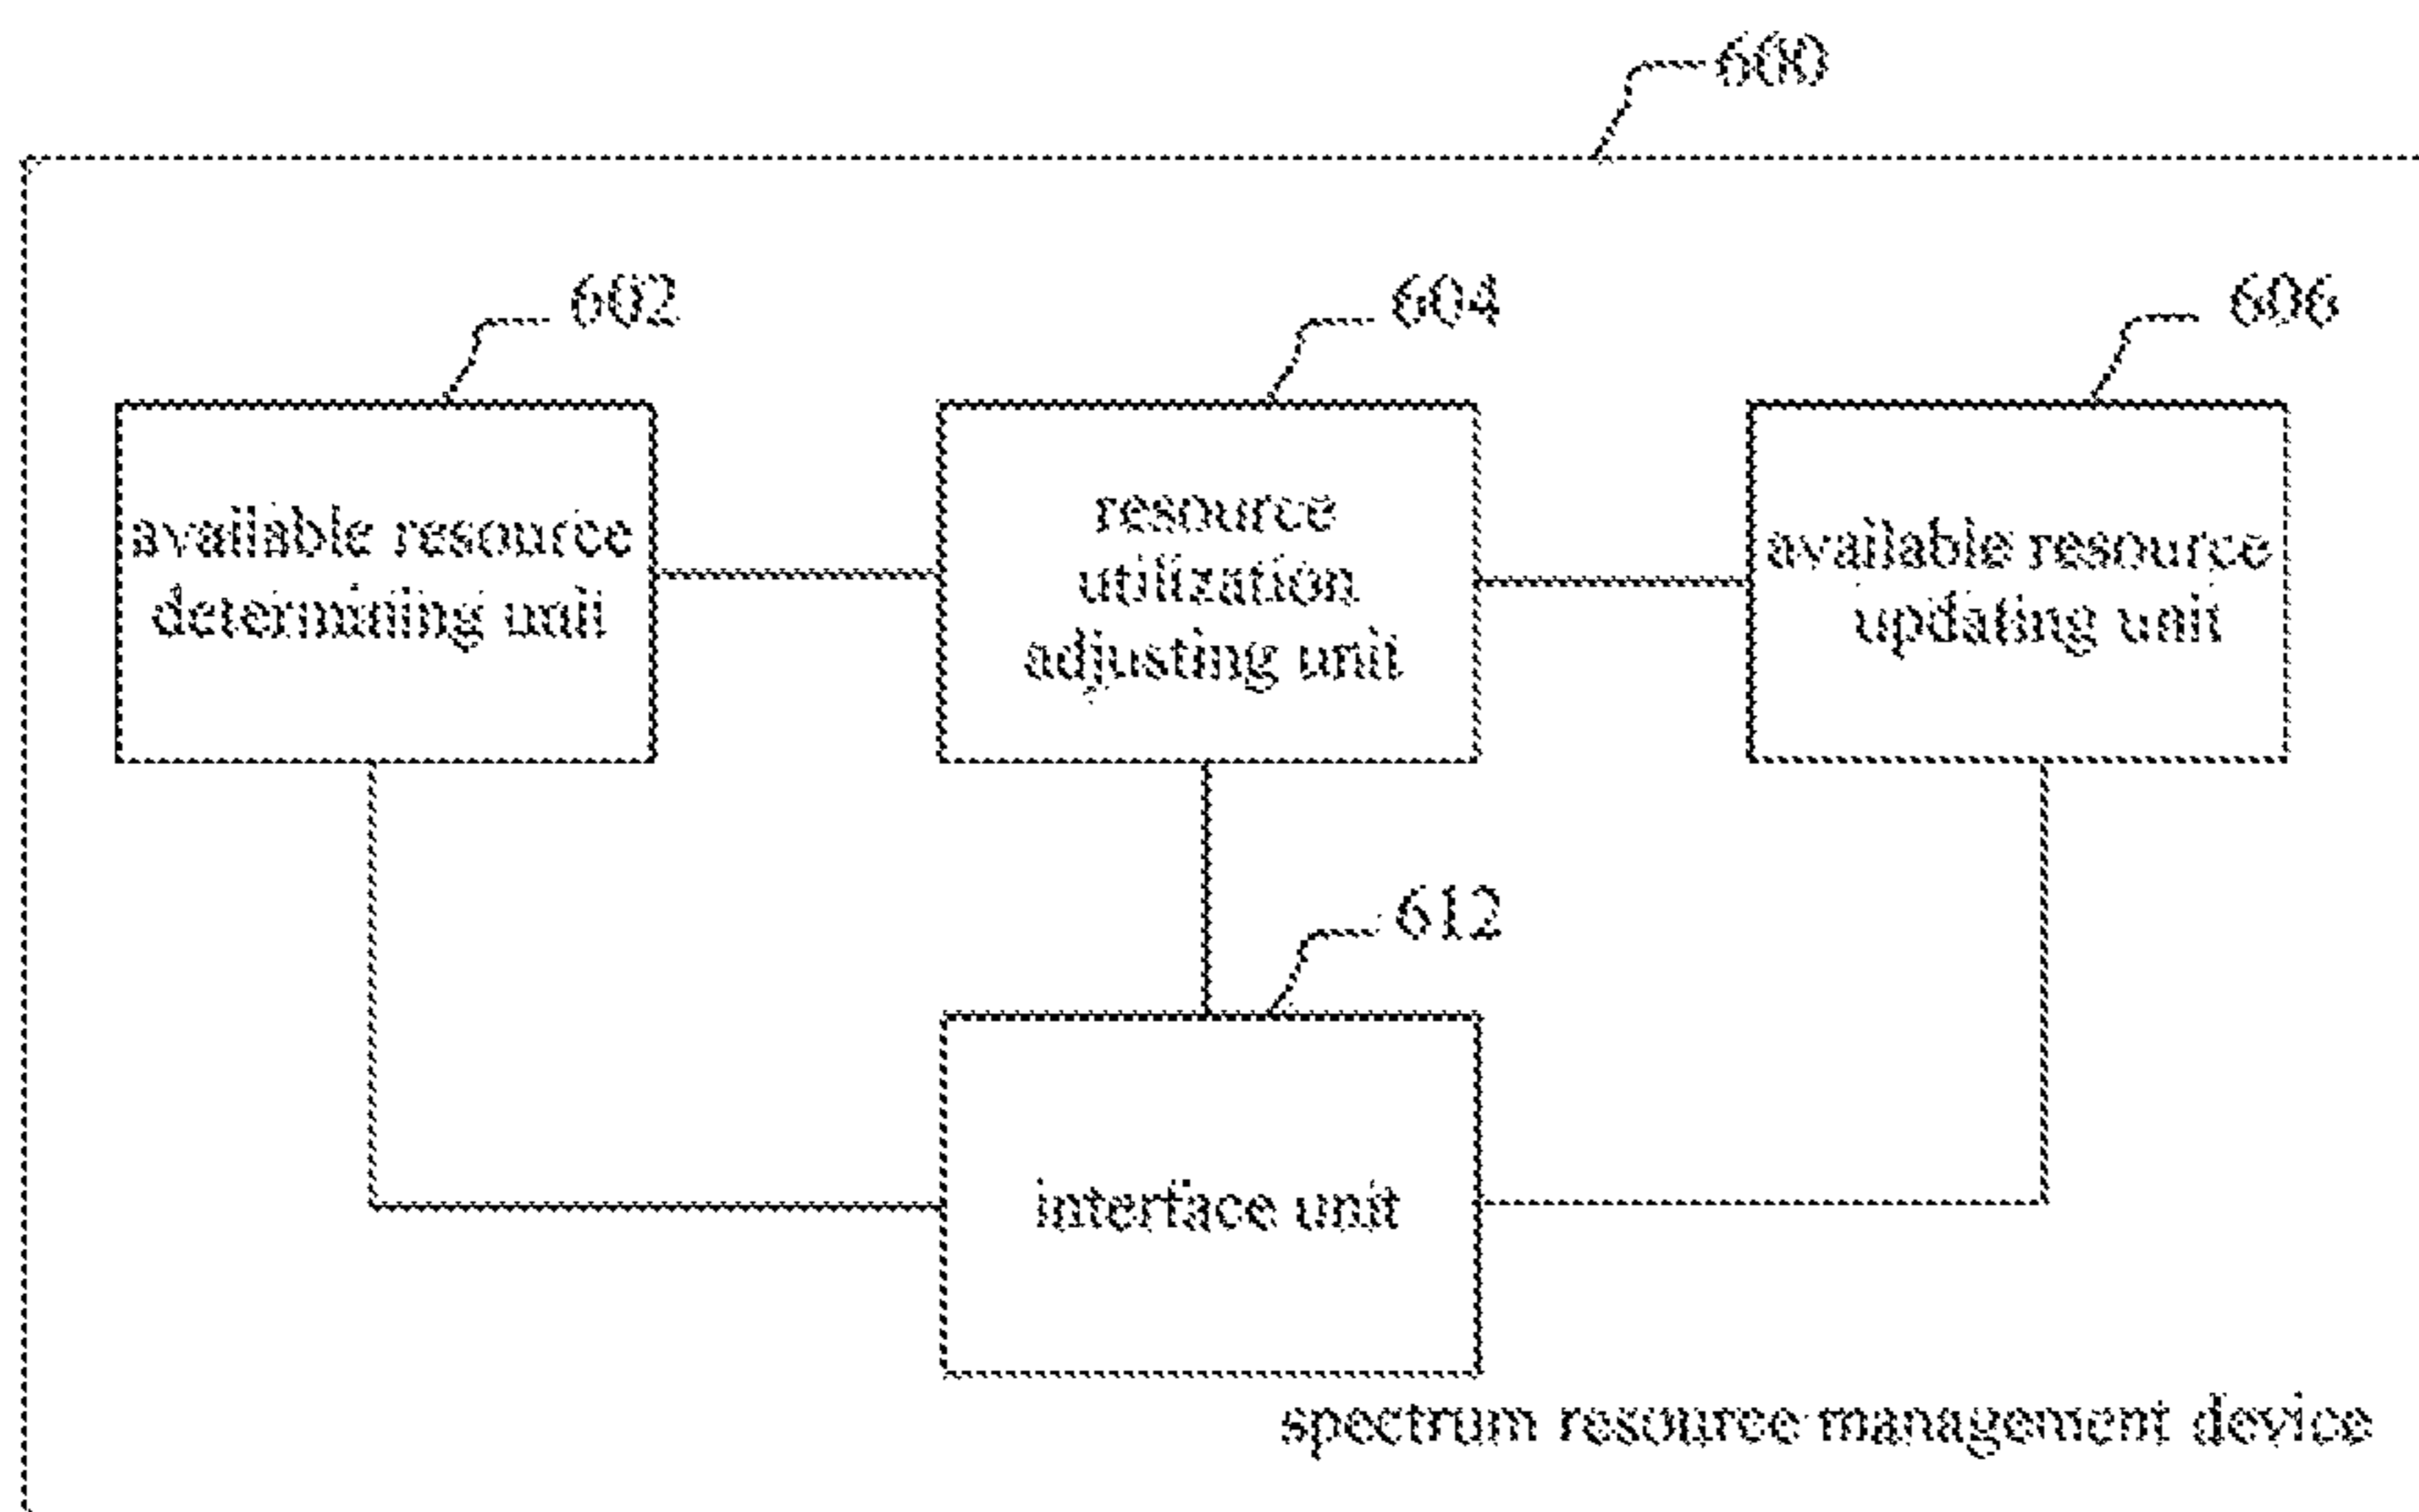 600
602
604
606
available resource
determining unit
resource
utilization
adjusting unit
available resource
updating unit
612
interface unit
spectrum resource management device